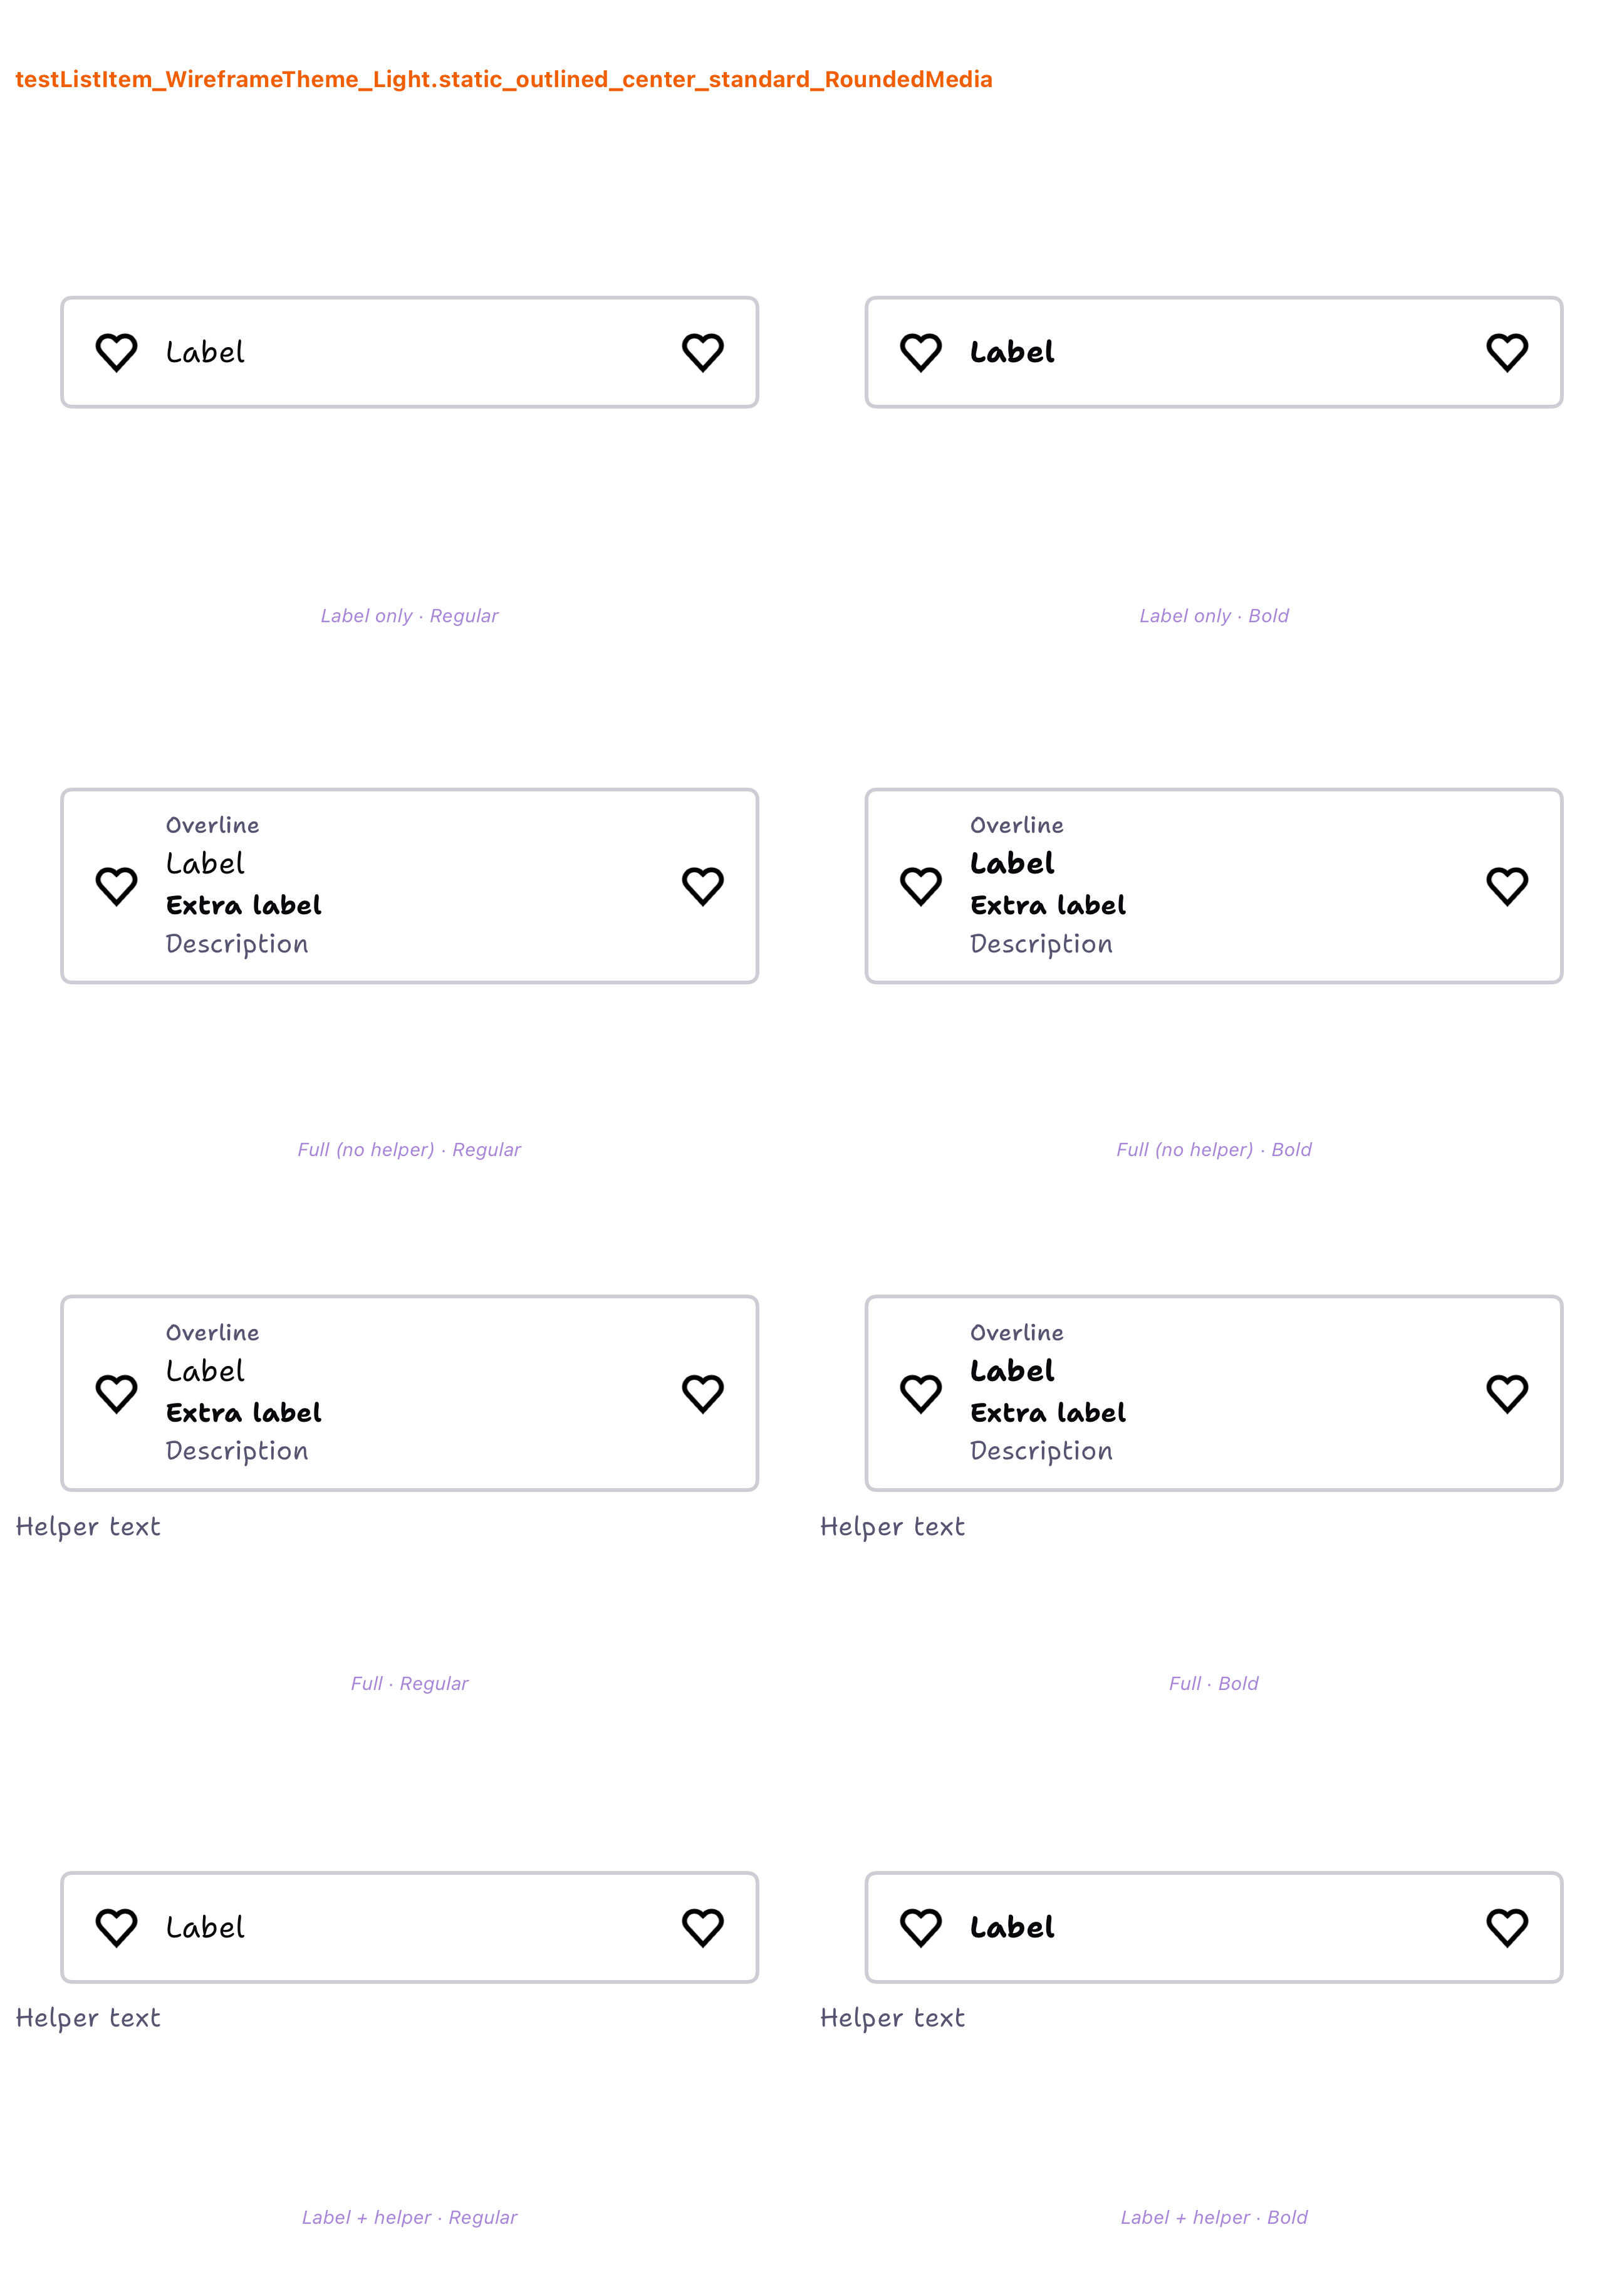 testListItem_WireframeTheme_Light.static_outlined_center_standard_RoundedMedia
Label
Label
Label only · Regular
Label only · Bold
Overline
Label
Extra label
Description
Overline
Label
Extra label
Description
Full (no helper) · Regular
Full (no helper) · Bold
Overline
Label
Extra label
Description
Helper text
Overline
Label
Extra label
Description
Helper text
Full · Regular
Full · Bold
Label
Helper text
Label
Helper text
Label + helper · Regular
Label + helper · Bold